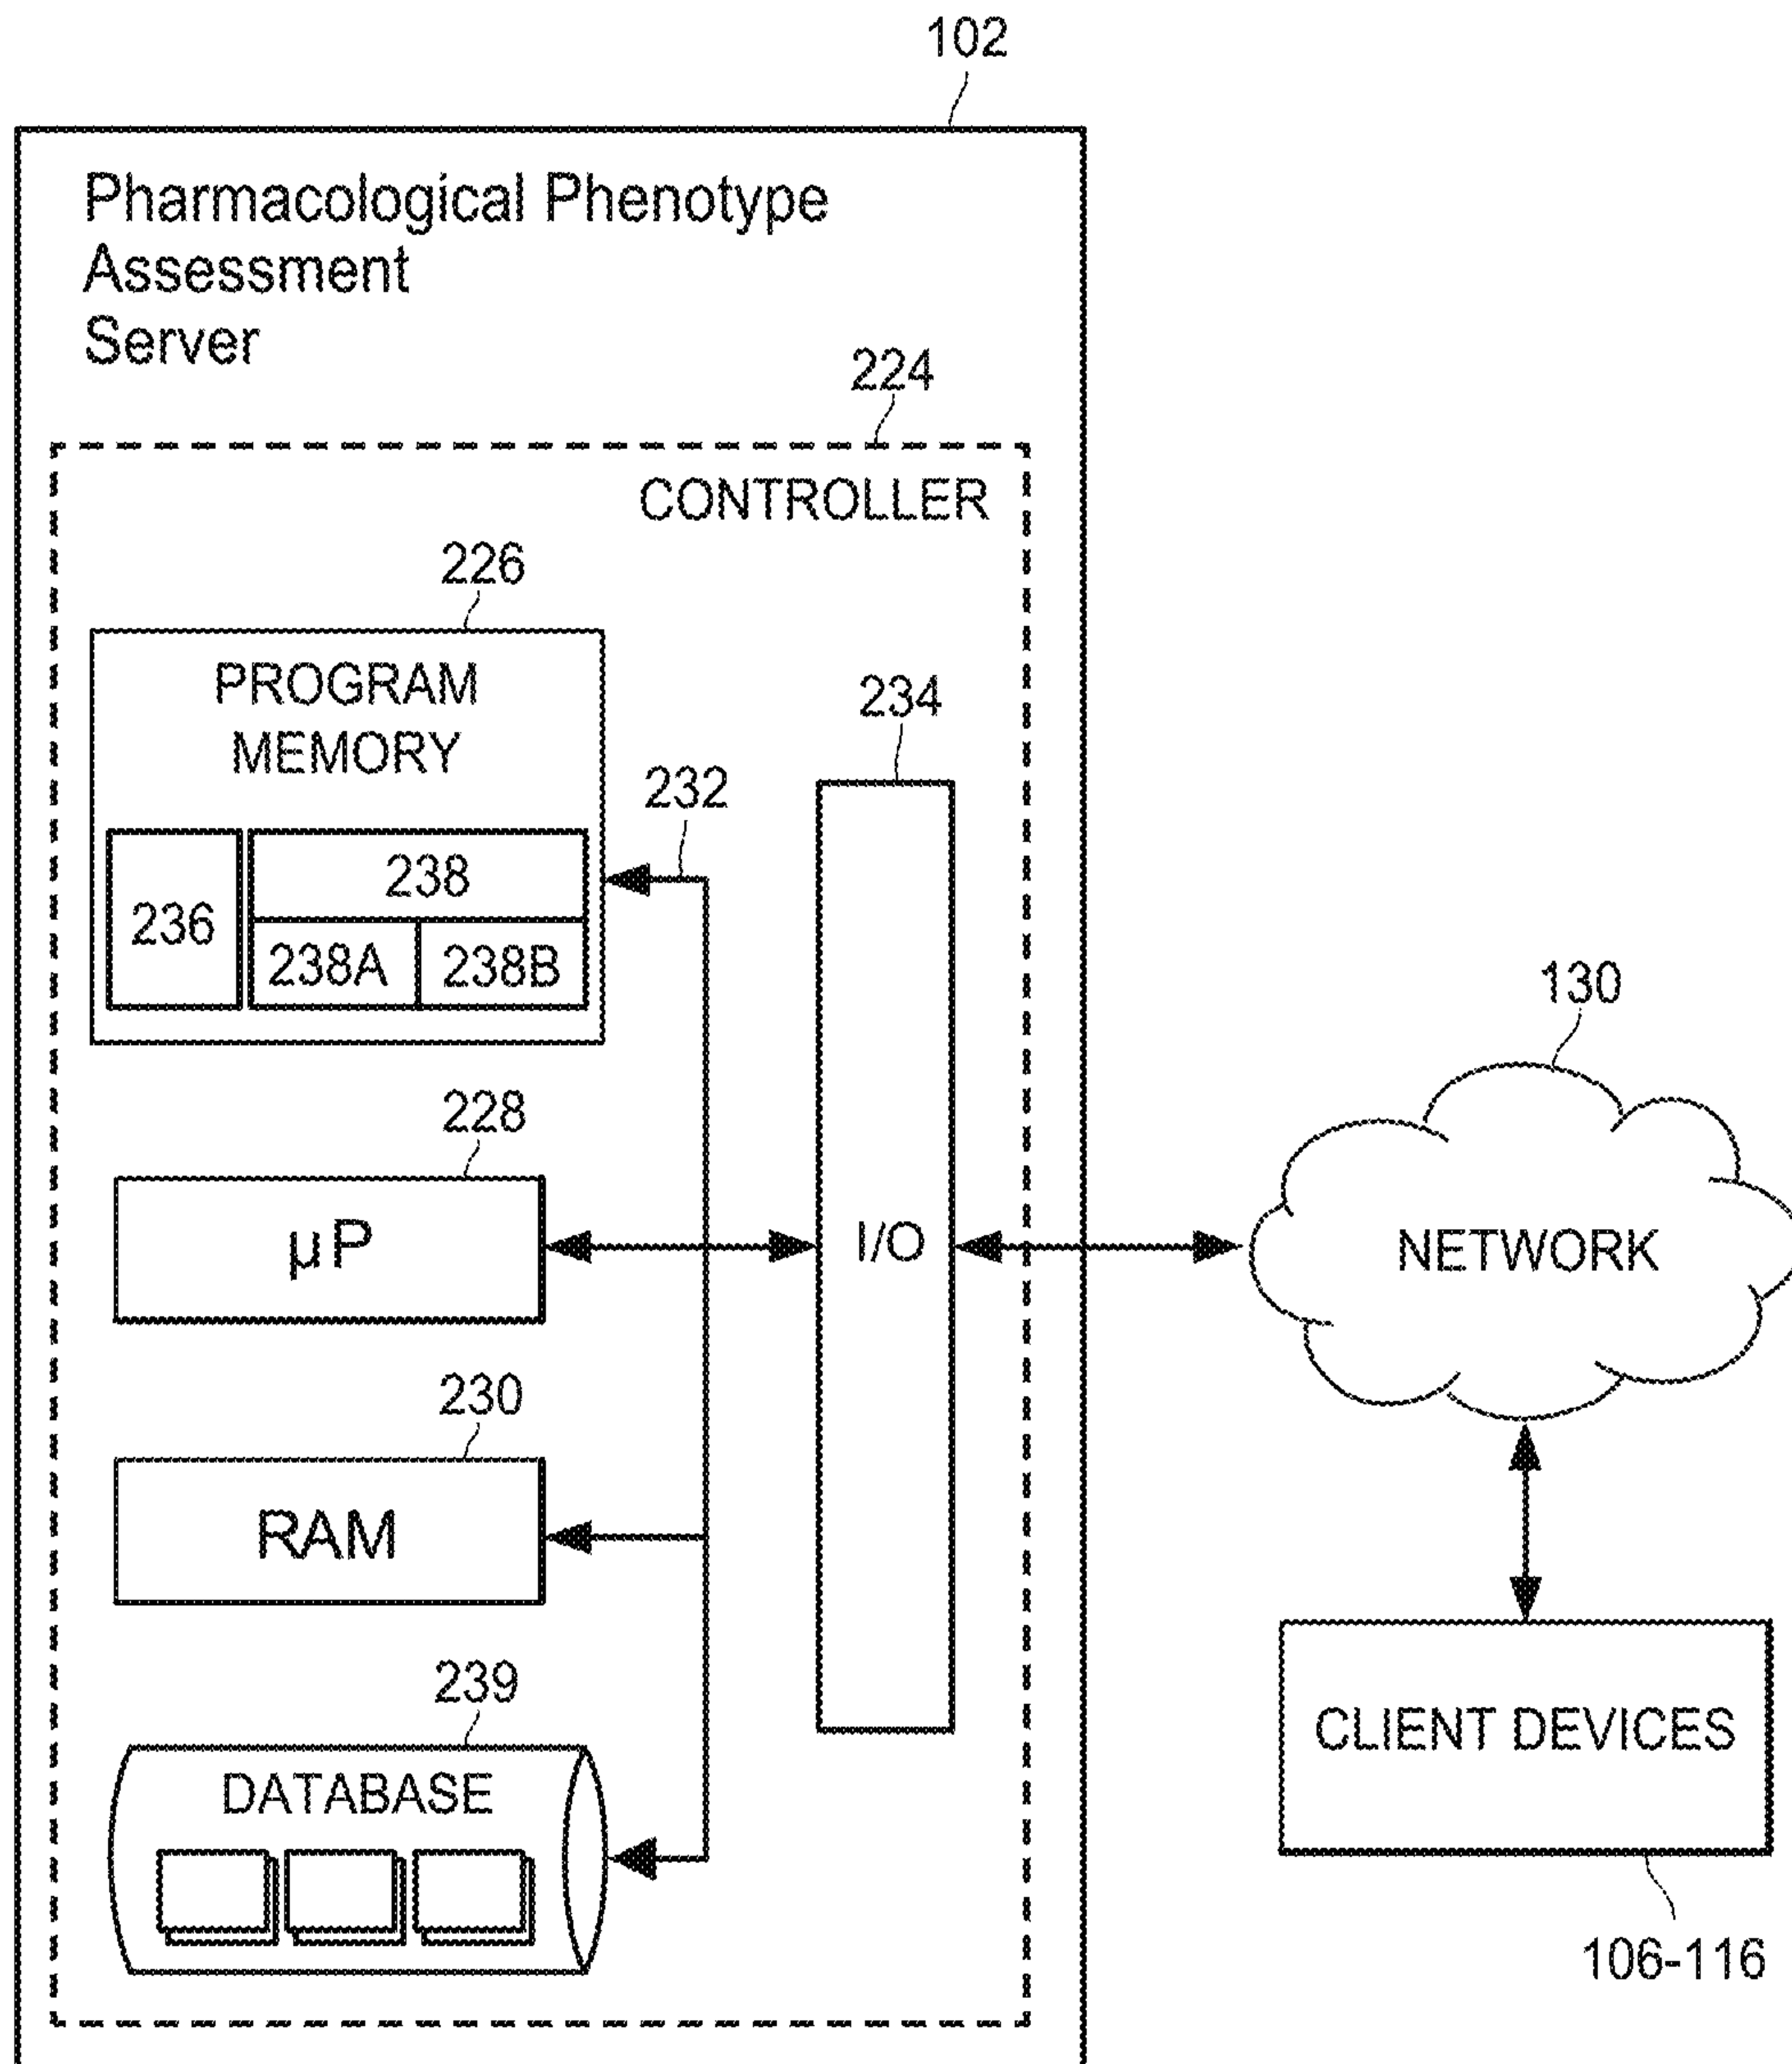 102
Pharmacological Phenotype
Assessment
Server
224
CONTROLLER
226
PROGRAM
MEMORY
234
232
238
236
238A
238B
130
228
µP
I/O
NETWORK
230
RAM
239
DATABASE
CLIENT DEVICES
106-116